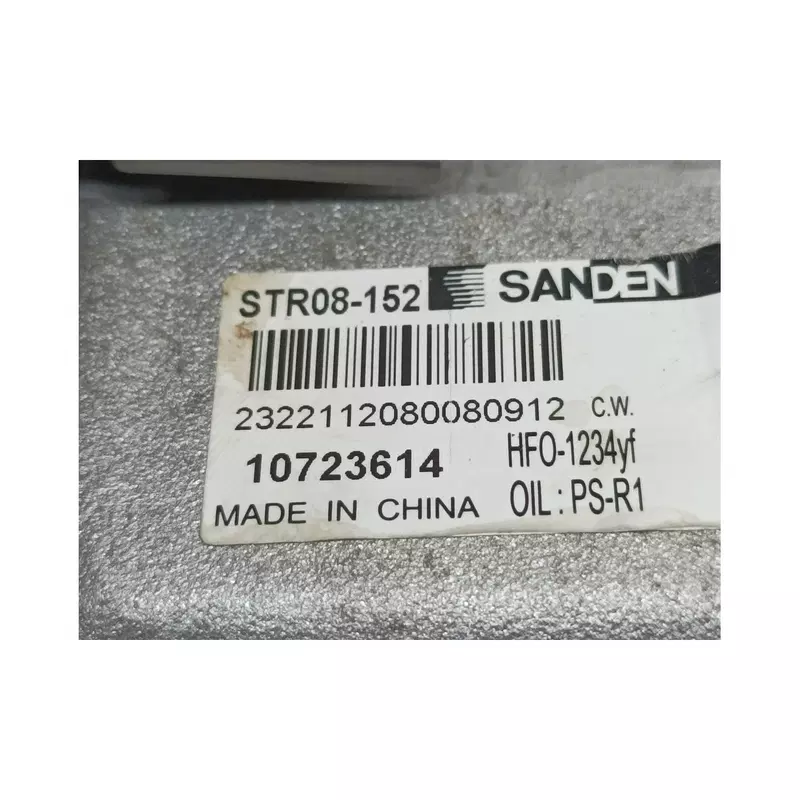 STR08-152 SANDEN
2322112080080912 C.W.
10723614 HFO-1234yf
MADE IN CHINA OIL : PS-R1